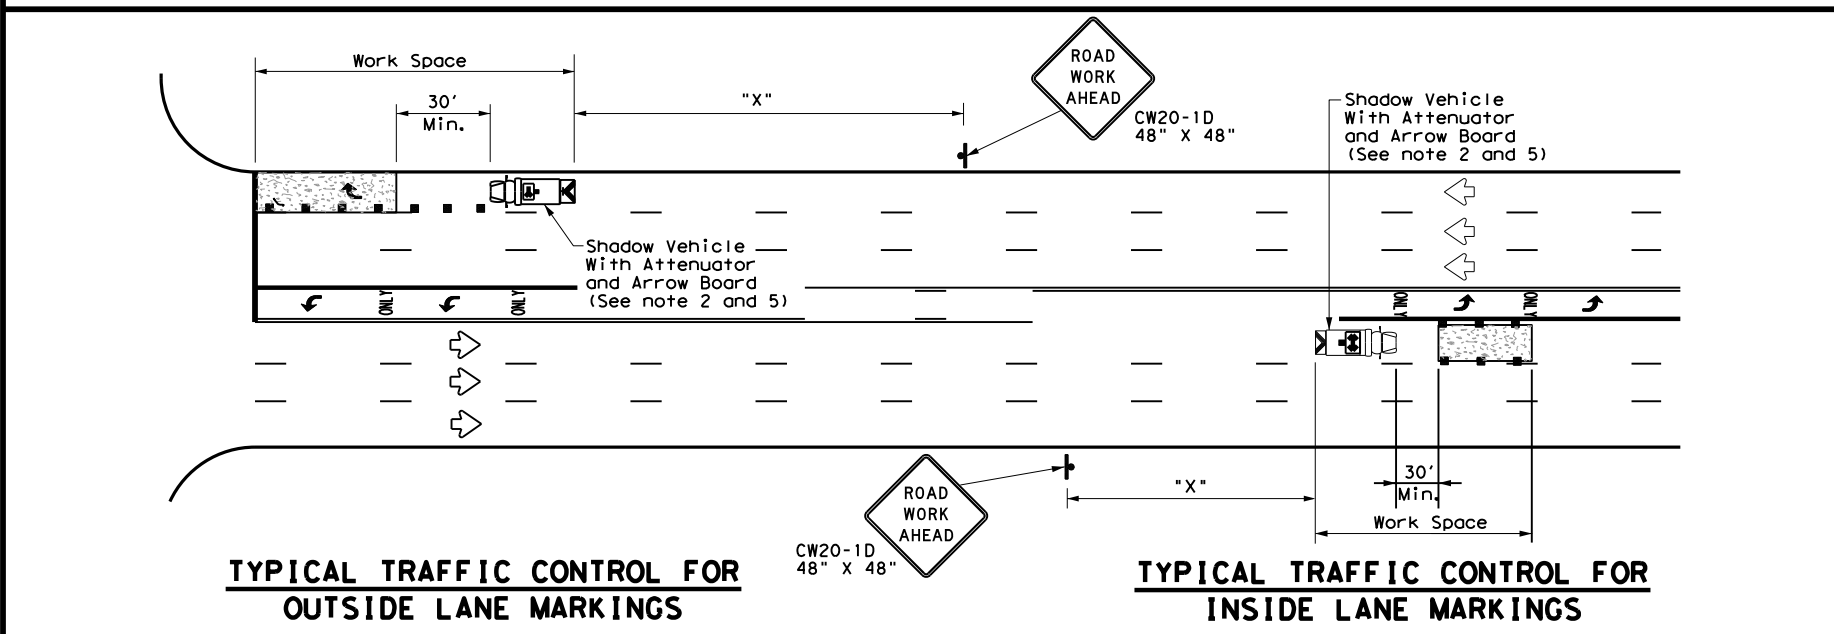 Work Space
30'
Min.
"X"
ROAD
WORK
AHEAD
CW20-1D
48" X 48"
Shadow Vehicle
With Attenuator
and Arrow Board
(See note 2 and 5)
Shadow Vehicle
With Attenuator
and Arrow Board
(See note 2 and 5)
ONLY
ONLY
ONLY
ONLY
ROAD
WORK
AHEAD
CW20-1D
48" X 48"
"X"
30'
Min.
Work Space
TYPICAL TRAFFIC CONTROL FOR
OUTSIDE LANE MARKINGS
TYPICAL TRAFFIC CONTROL FOR
INSIDE LANE MARKINGS